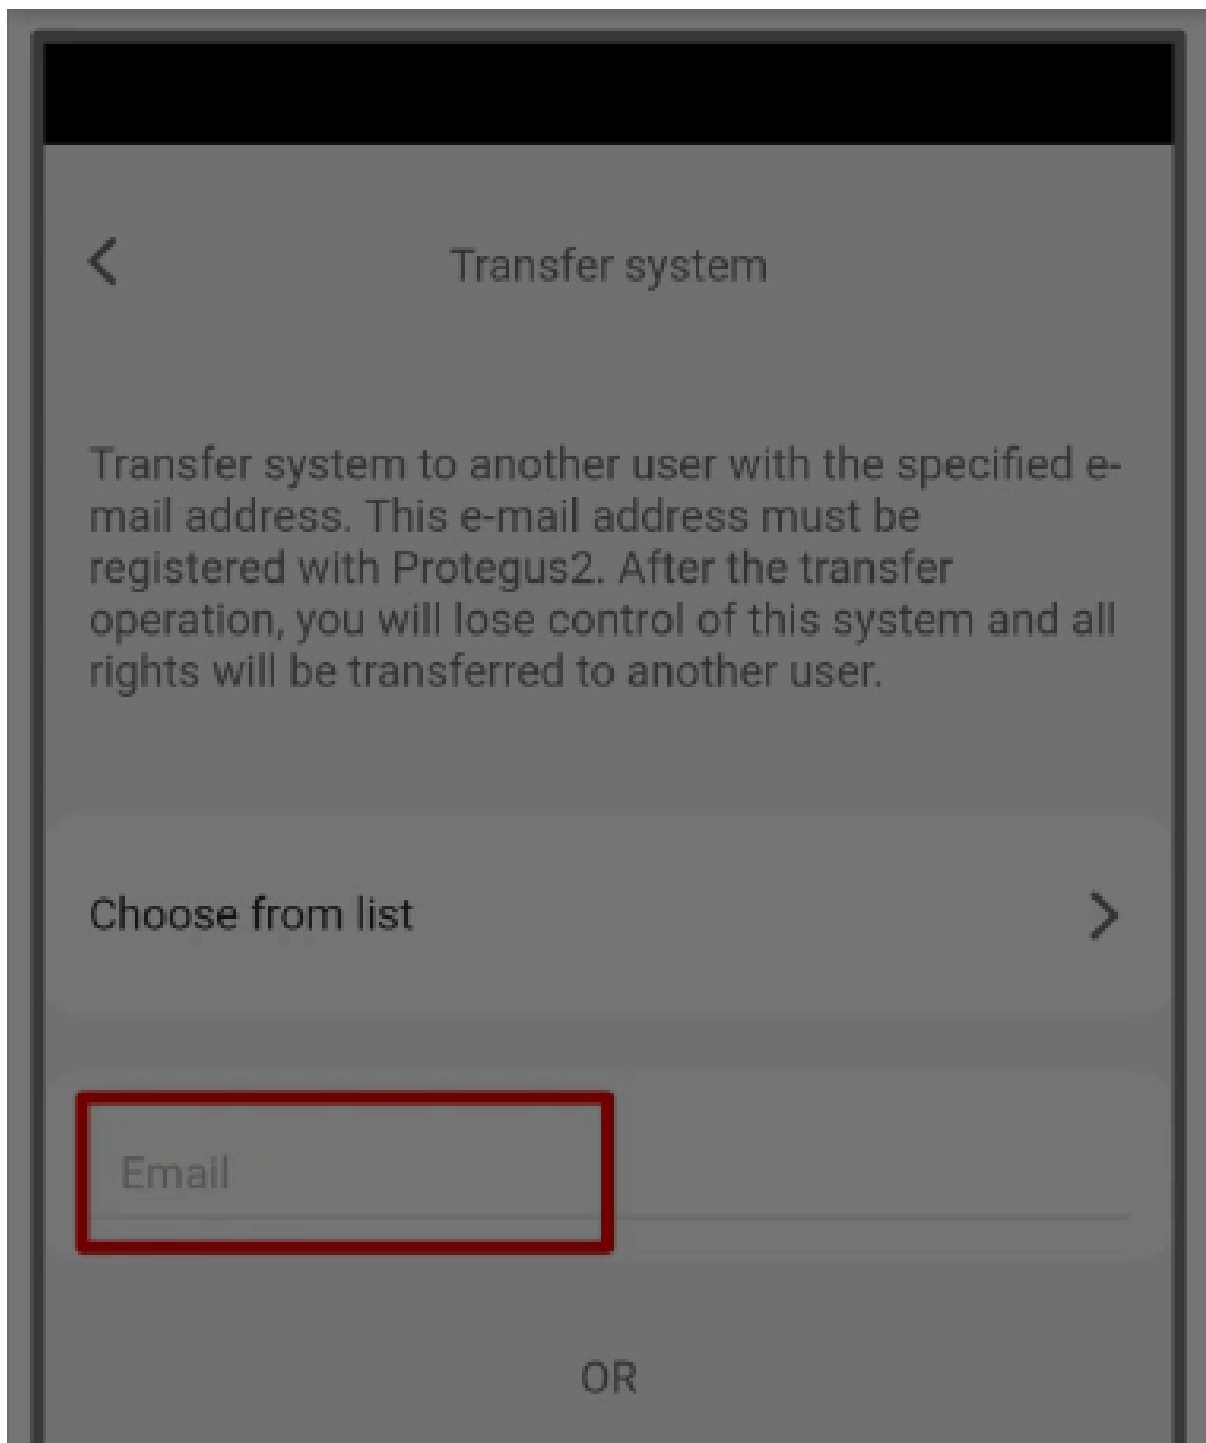 Transfer system
Transfer system to another user with the specified e-
mail address. This e-mail address must be
registered with Protegus2. After the transfer
operation, you will lose control of this system and all
rights will be transferred to another user.
Choose from list
Email
OR